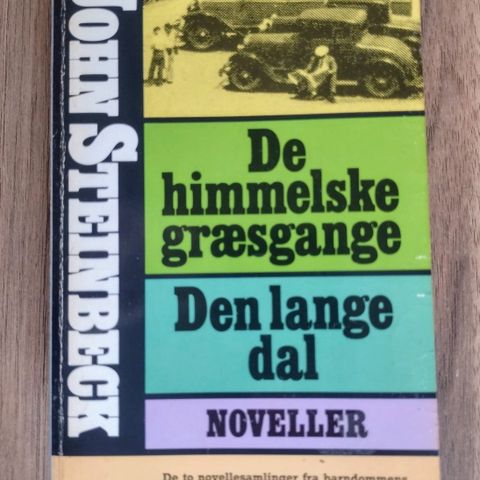 JOHN STEINBECK
De
himmelske
græsgange
Den lange
dal
NOVELLER
De to novellesamlinger fra barndommens